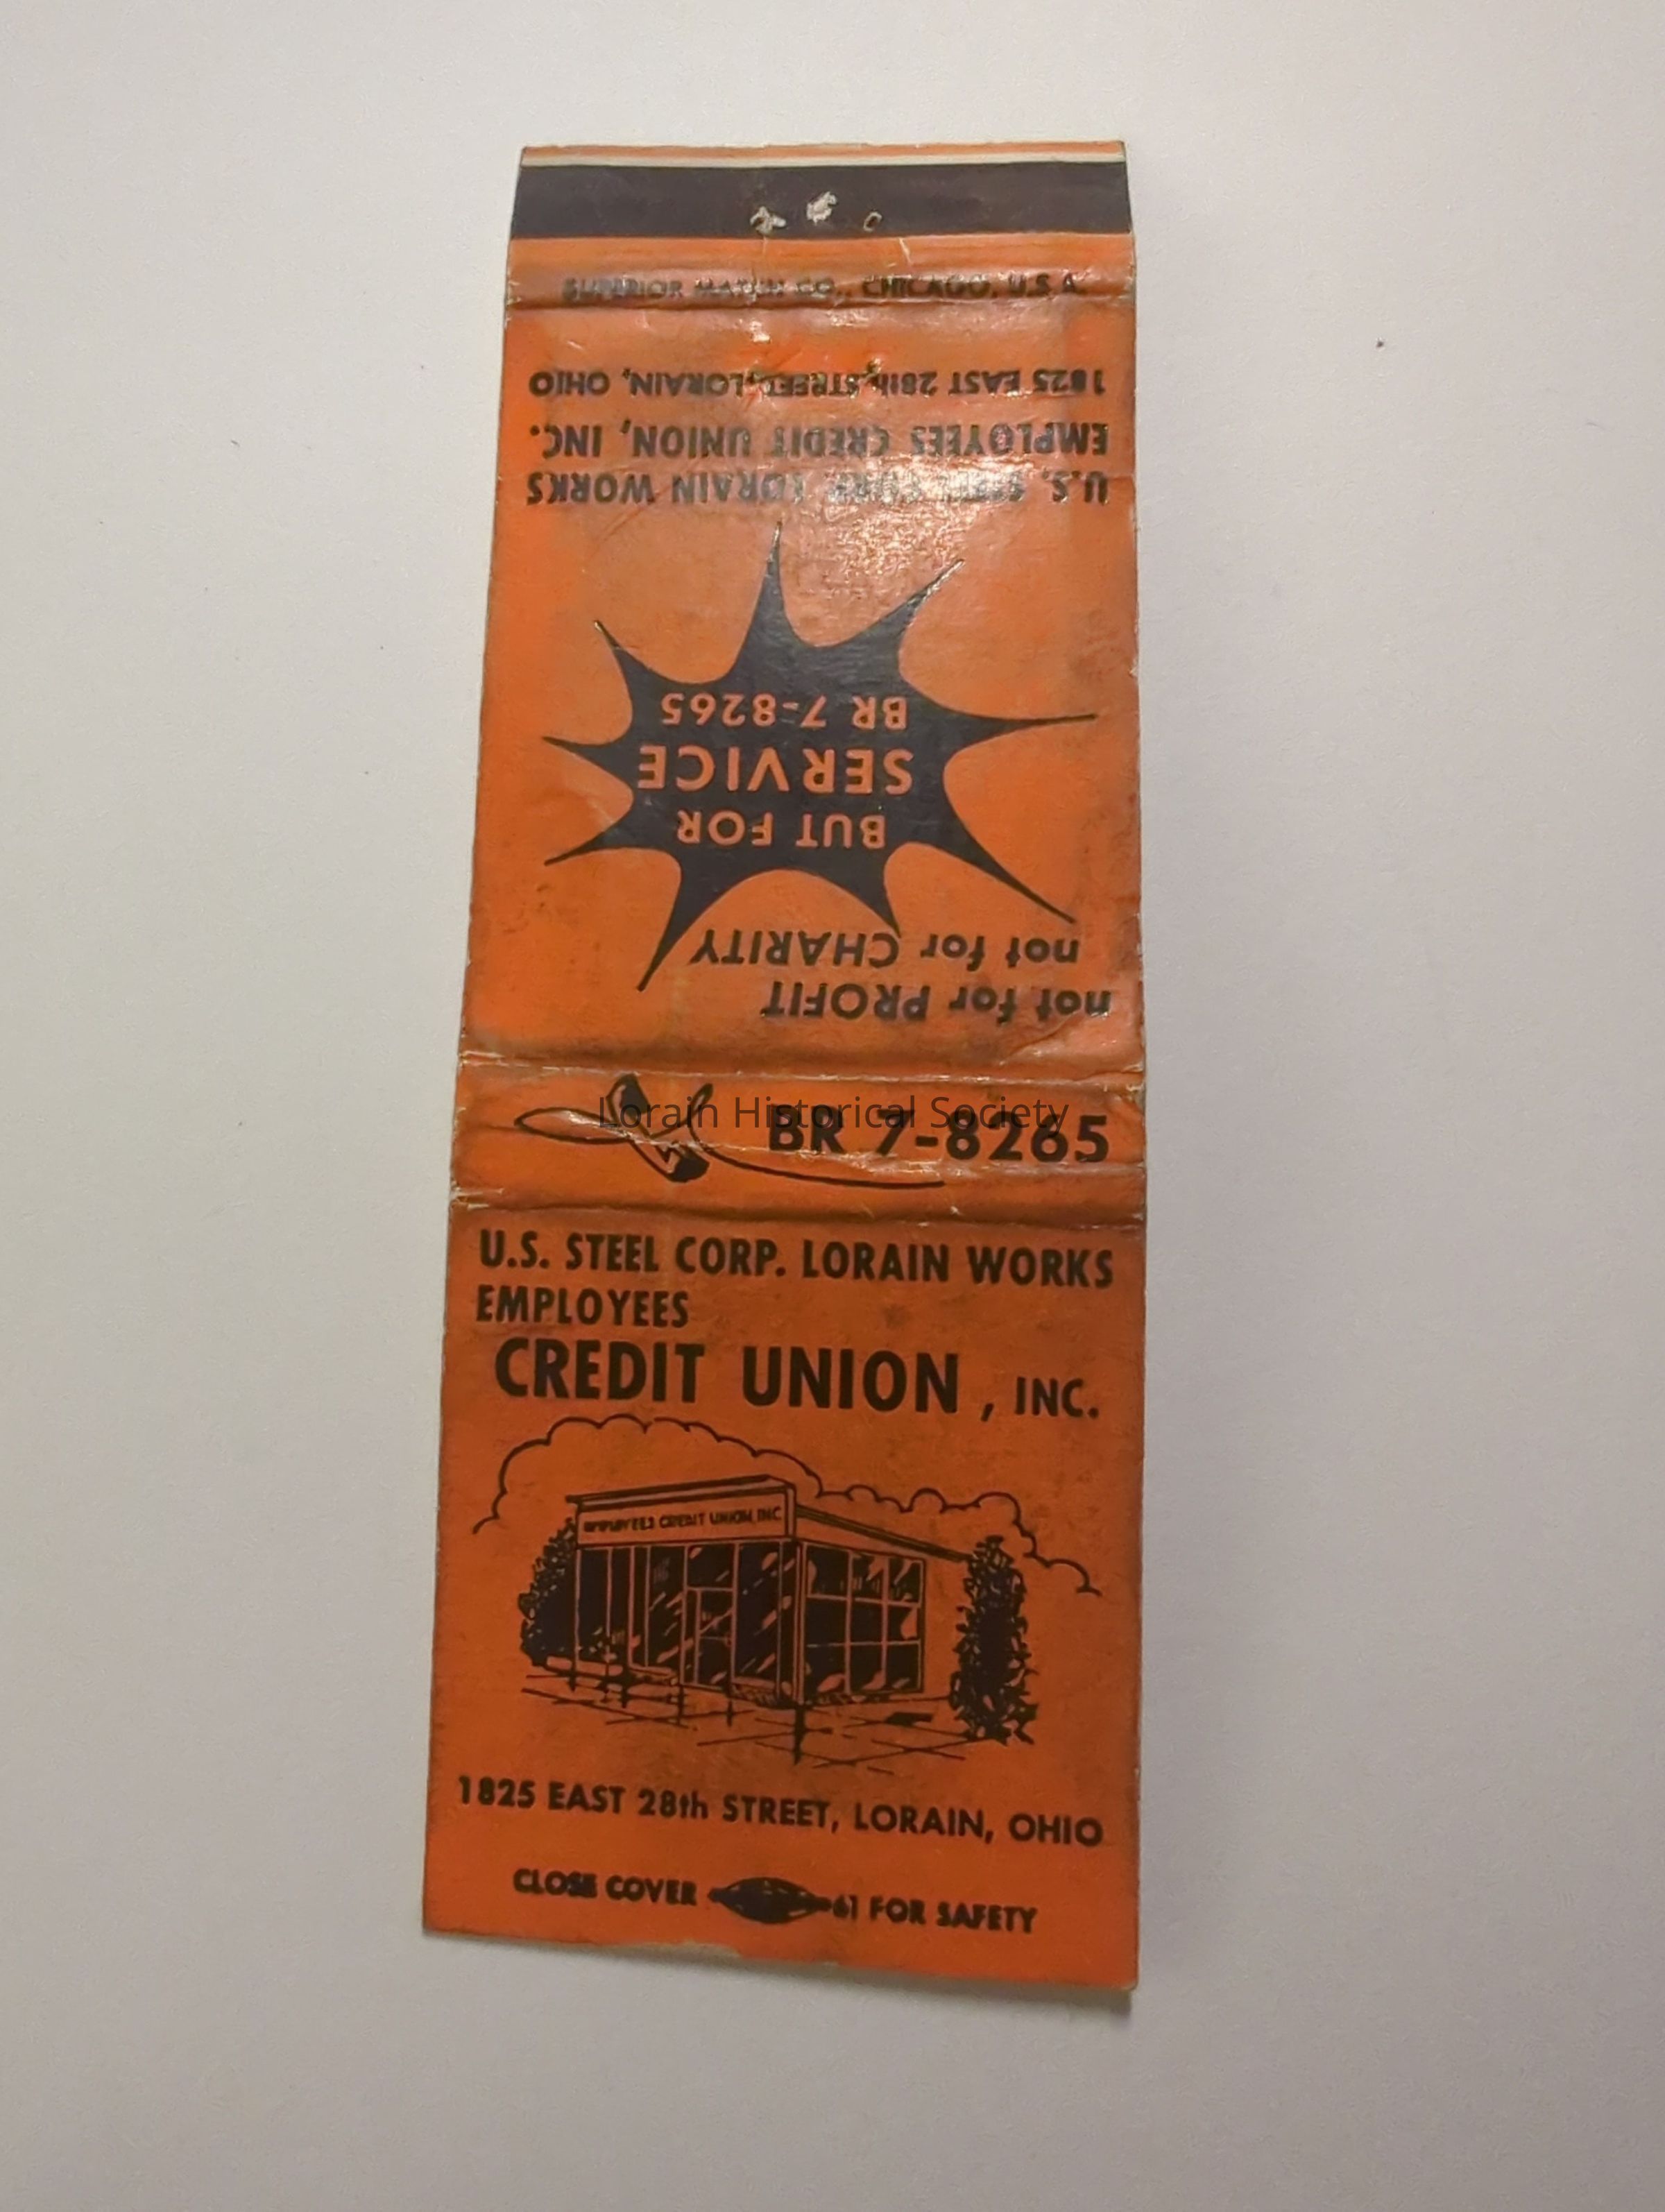 SUPERIOR MATCH CO., CHICAGO, U.S.A.
not for PROFIT
not for CHARITY
BUT FOR
SERVICE
BR 7-8265
U.S. STEEL CORP. LORAIN WORKS
EMPLOYEES CREDIT UNION, INC.
1825 EAST 28th STREET, LORAIN, OHIO
Lorain Historical Society
BR 7-8265
U.S. STEEL CORP. LORAIN WORKS
EMPLOYEES
CREDIT UNION, INC.
EMPLOYEES CREDIT UNION, INC
1825 EAST 28th STREET, LORAIN, OHIO
CLOSE COVER 61 FOR SAFETY